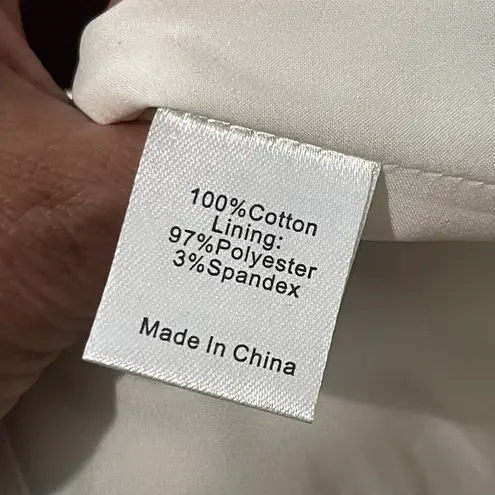 100%Cotton
Lining:
97%Polyester
3%Spandex
Made In China